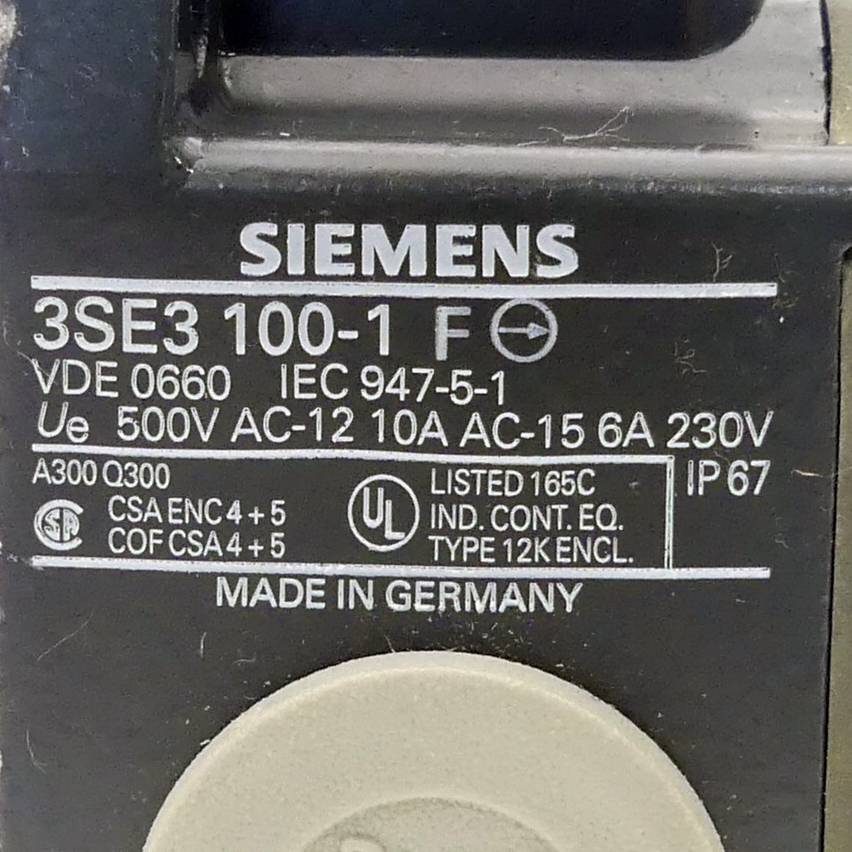 SIEMENS
3SE3 100-1 F
VDE 0660 IEC 947-5-1
Ue 500V AC-12 10A AC-15 6A 230V
A300 Q300
CSA ENC 4 + 5
COF CSA 4 + 5
SA
UL
LISTED 165C
IND. CONT. EQ.
TYPE 12K ENCL.
IP 67
MADE IN GERMANY